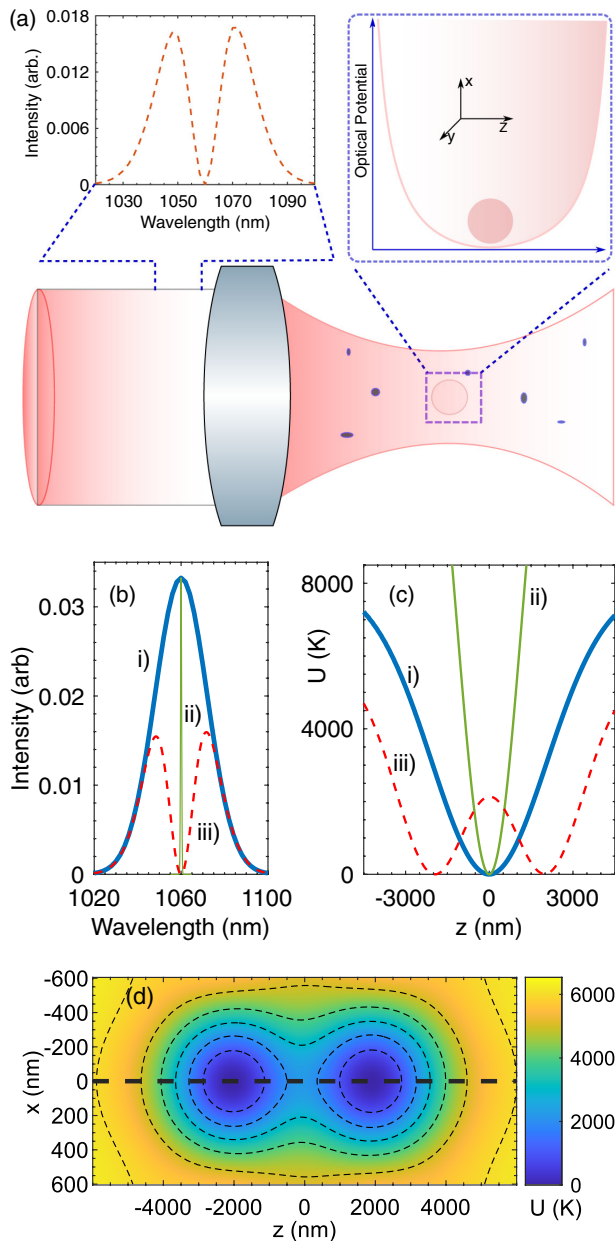 (a)
0.018
0.012
0.006
0
Intensity (arb.)
1030 1050 1070 1090
Wavelength (nm)
Optical Potential
x
y
z
(b)
0.03
0.02
0.01
0
Intensity (arb)
i)
ii)
iii)
1020 1060 1100
Wavelength (nm)
(c)
8000
4000
0
U (K)
ii)
i)
iii)
-3000 0 3000
z (nm)
(d)
-600
-400
-200
0
200
400
600
x (nm)
-4000 -2000 0 2000 4000
z (nm)
6000
4000
2000
0
U (K)